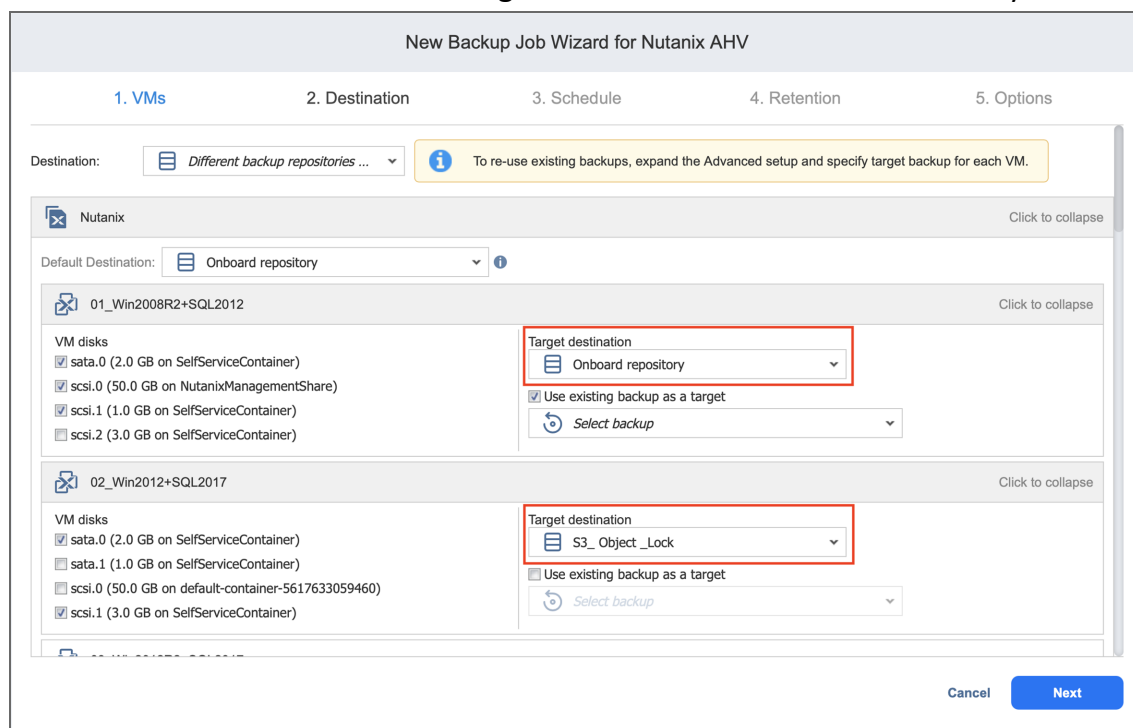 New Backup Job Wizard for Nutanix AHV
1. VMs 2. Destination 3. Schedule 4. Retention 5. Options
Destination: Different backup repositories ... To re-use existing backups, expand the Advanced setup and specify target backup for each VM.
Nutanix Click to collapse
Default Destination: Onboard repository
01_Win2008R2+SQL2012 Click to collapse
VM disks
sata.0 (2.0 GB on SelfServiceContainer)
scsi.0 (50.0 GB on NutanixManagementShare)
scsi.1 (1.0 GB on SelfServiceContainer)
scsi.2 (3.0 GB on SelfServiceContainer)
Target destination
Onboard repository
Use existing backup as a target
Select backup
02_Win2012+SQL2017 Click to collapse
VM disks
sata.0 (2.0 GB on SelfServiceContainer)
sata.1 (1.0 GB on SelfServiceContainer)
scsi.0 (50.0 GB on default-container-5617633059460)
scsi.1 (3.0 GB on SelfServiceContainer)
Target destination
S3_ Object _Lock
Use existing backup as a target
Select backup
Cancel Next